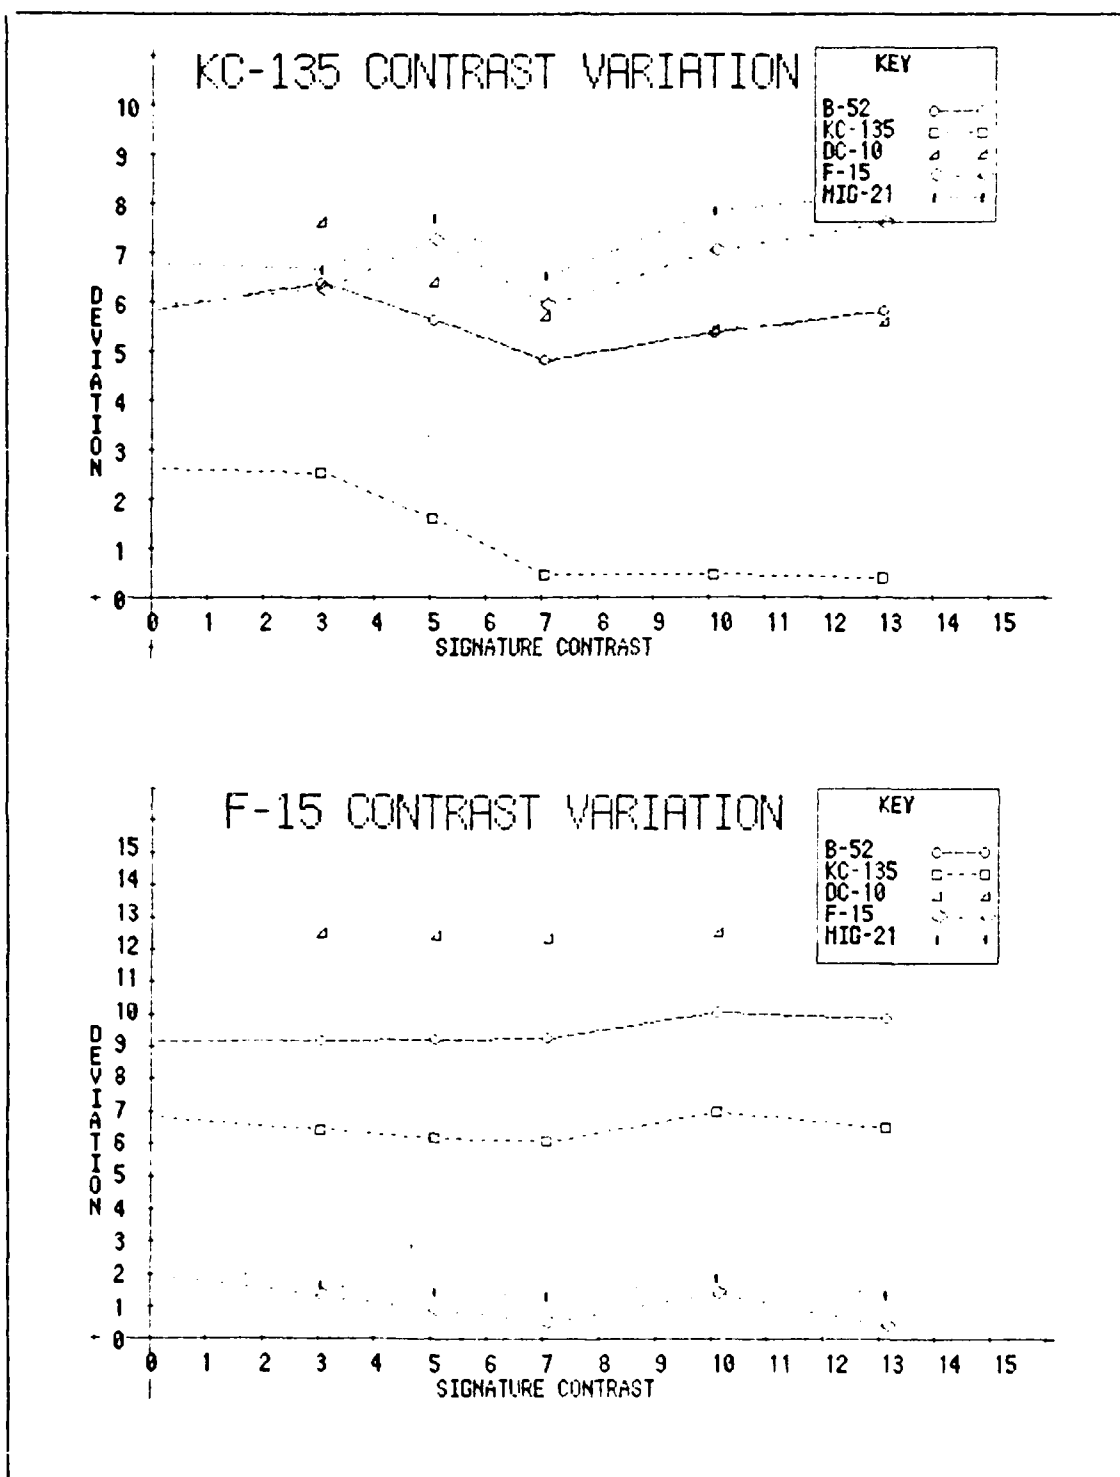 KC-135 CONTRAST VARIATION
KEY
B-52
KC-135
DC-10
F-15
MIG-21
10
9
8
7
6
5
4
3
2
1
0
DEVIATION
0 1 2 3 4 5 6 7 8 9 10 11 12 13 14 15
SIGNATURE CONTRAST
F-15 CONTRAST VARIATION
KEY
B-52
KC-135
DC-10
F-15
MIG-21
15
14
13
12
11
10
9
8
7
6
5
4
3
2
1
0
DEVIATION
0 1 2 3 4 5 6 7 8 9 10 11 12 13 14 15
SIGNATURE CONTRAST